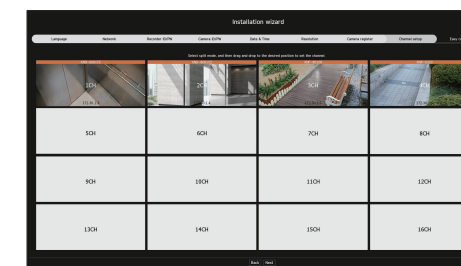 Installation wizard
Language Network Recorder ID/PW Camera ID/PW Date & Time Resolution Camera register Channel setup
Select split mode, and then drag and drop to the desired position to set the channel.
1CH 2CH 3CH
5CH 6CH 7CH 8CH
9CH 10CH 11CH 12CH
13CH 14CH 15CH 16CH
Back Next